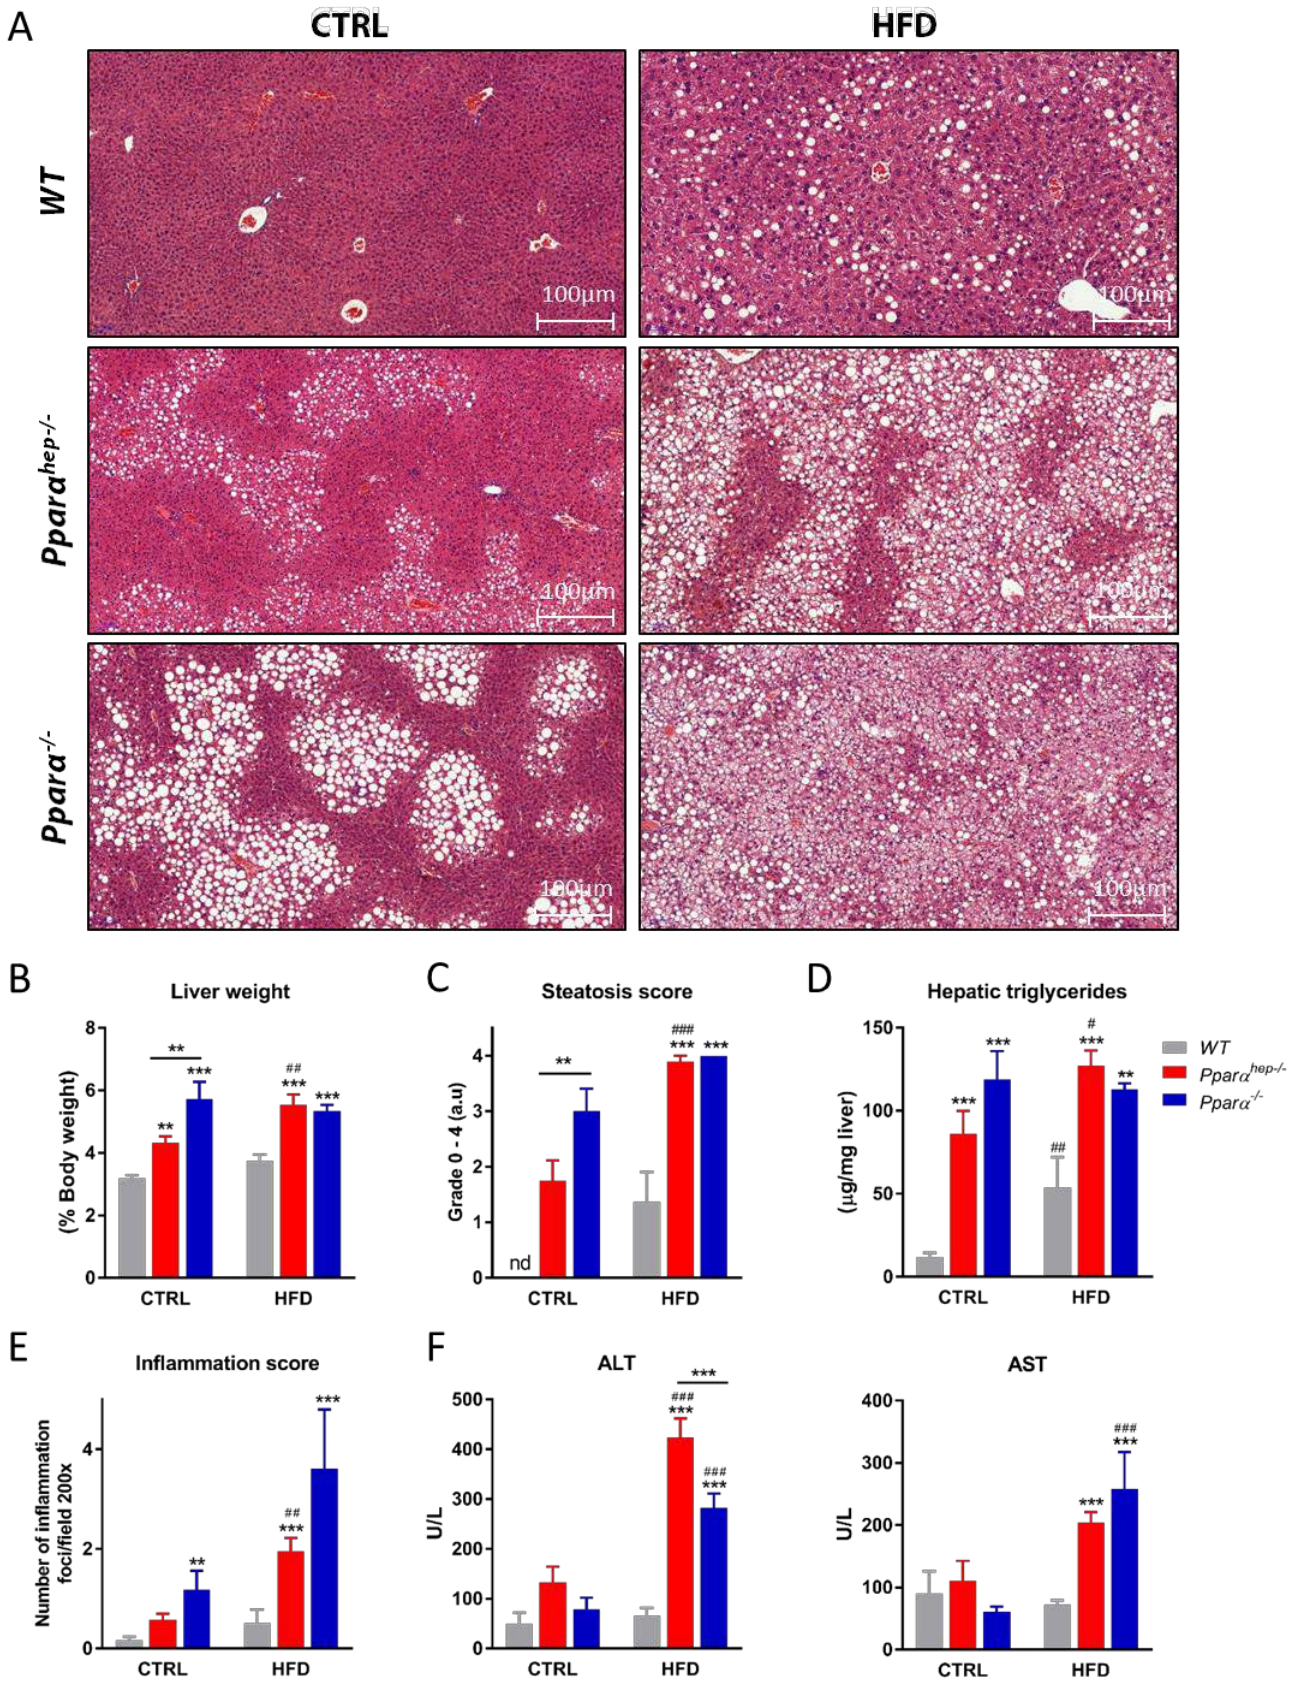 A
CTRL
HFD
WT
100µm
100µm
Pparα hep-/-
100µm
100µm
Pparα -/-
100µm
100µm
B
Liver weight
(% Body weight)
8
6
4
2
0
**
***
**
##
***
***
CTRL
HFD
C
Steatosis score
Grade 0 - 4 (a.u)
4
3
2
1
0
nd
**
###
***
***
CTRL
HFD
D
Hepatic triglycerides
(µg/mg liver)
150
100
50
0
***
***
##
#
***
**
CTRL
HFD
WT
Pparα hep-/-
Pparα -/-
E
Inflammation score
Number of inflammation
foci/field 200x
4
2
0
**
##
***
***
CTRL
HFD
F
ALT
U/L
500
400
300
200
100
0
***
###
***
###
***
CTRL
HFD
AST
U/L
400
300
200
100
0
***
###
***
CTRL
HFD